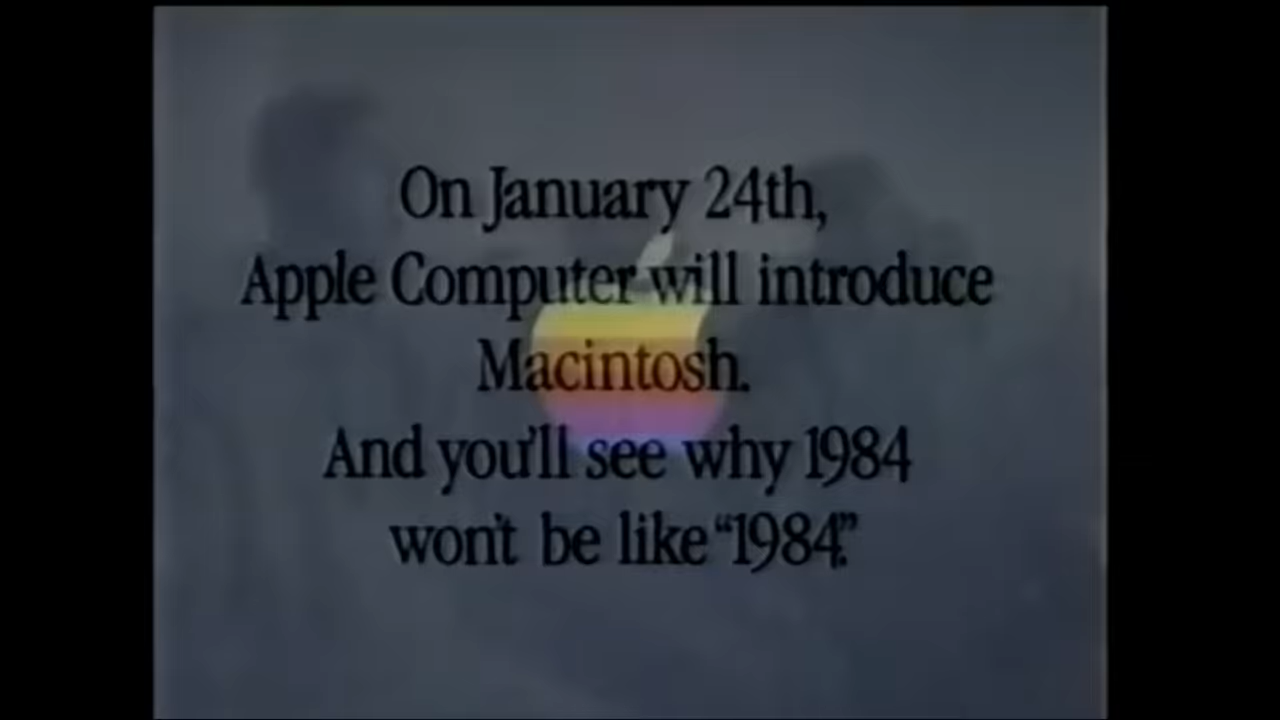 On January 24th,
Apple Computer will introduce
Macintosh.
And you'll see why 1984
won't be like “1984.”